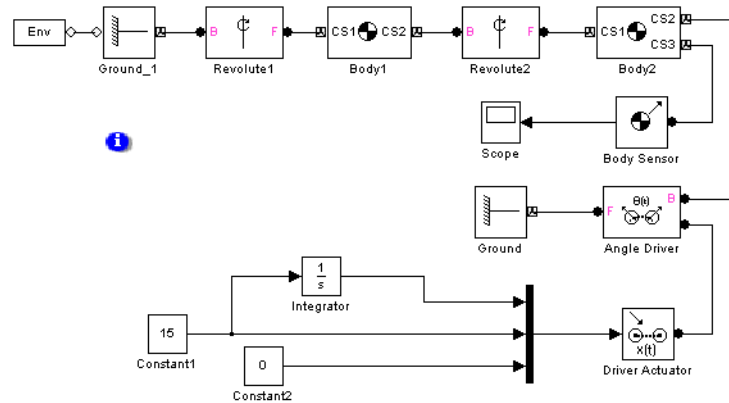 Env
B F
CS1 CS2
B F
CS1 CS2
CS3
Ground_1
Revolute1
Body1
Revolute2
Body2
i
Scope
Body Sensor
θ(t)
F B
Ground
Angle Driver
1
s
Integrator
15
Constant1
0
Constant2
x(t)
Driver Actuator